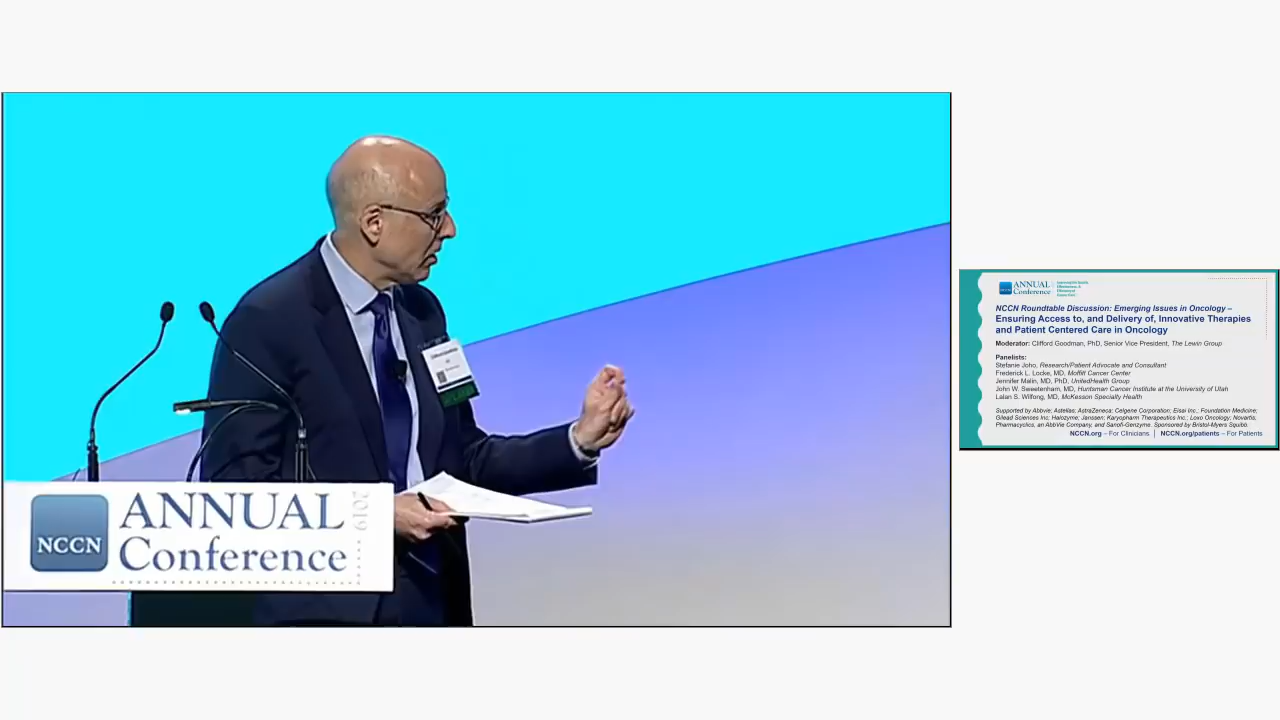 NCCN
ANNUAL
Conference
2019
NCCN
ANNUAL
Conference
NCCN Roundtable Discussion: Emerging Issues in Oncology –
Ensuring Access to, and Delivery of, Innovative Therapies
and Patient Centered Care in Oncology
Moderator: Clifford Goodman, PhD, Senior Vice President, The Lewin Group
Panelists:
Stefanie Joho, Research/Patient Advocate and Consultant
Frederick L. Locke, MD, Moffitt Cancer Center
Jennifer Malin, MD, PhD, UnitedHealth Group
John W. Sweetenham, MD, Huntsman Cancer Institute at the University of Utah
Lalan S. Wilfong, MD, McKesson Specialty Health
Supported by Abbvie; Astellas; AstraZeneca; Celgene Corporation; Eisai Inc.; Foundation Medicine;
Gilead Sciences Inc; Halozyme; Janssen; Karyopharm Therapeutics Inc.; Loxo Oncology; Novartis,
Pharmacyclics, an AbbVie Company, and Sanofi-Genzyme. Sponsored by Bristol-Myers Squibb.
NCCN.org – For Clinicians | NCCN.org/patients – For Patients